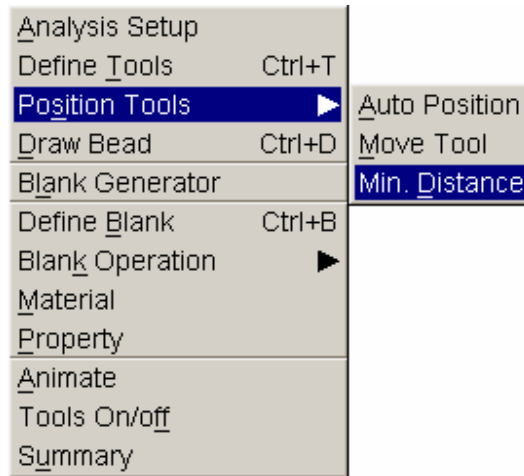 Analysis Setup
Define Tools Ctrl+T
Position Tools
Draw Bead Ctrl+D
Blank Generator
Define Blank Ctrl+B
Blank Operation
Material
Property
Animate
Tools On/off
Summary
Auto Position
Move Tool
Min. Distance